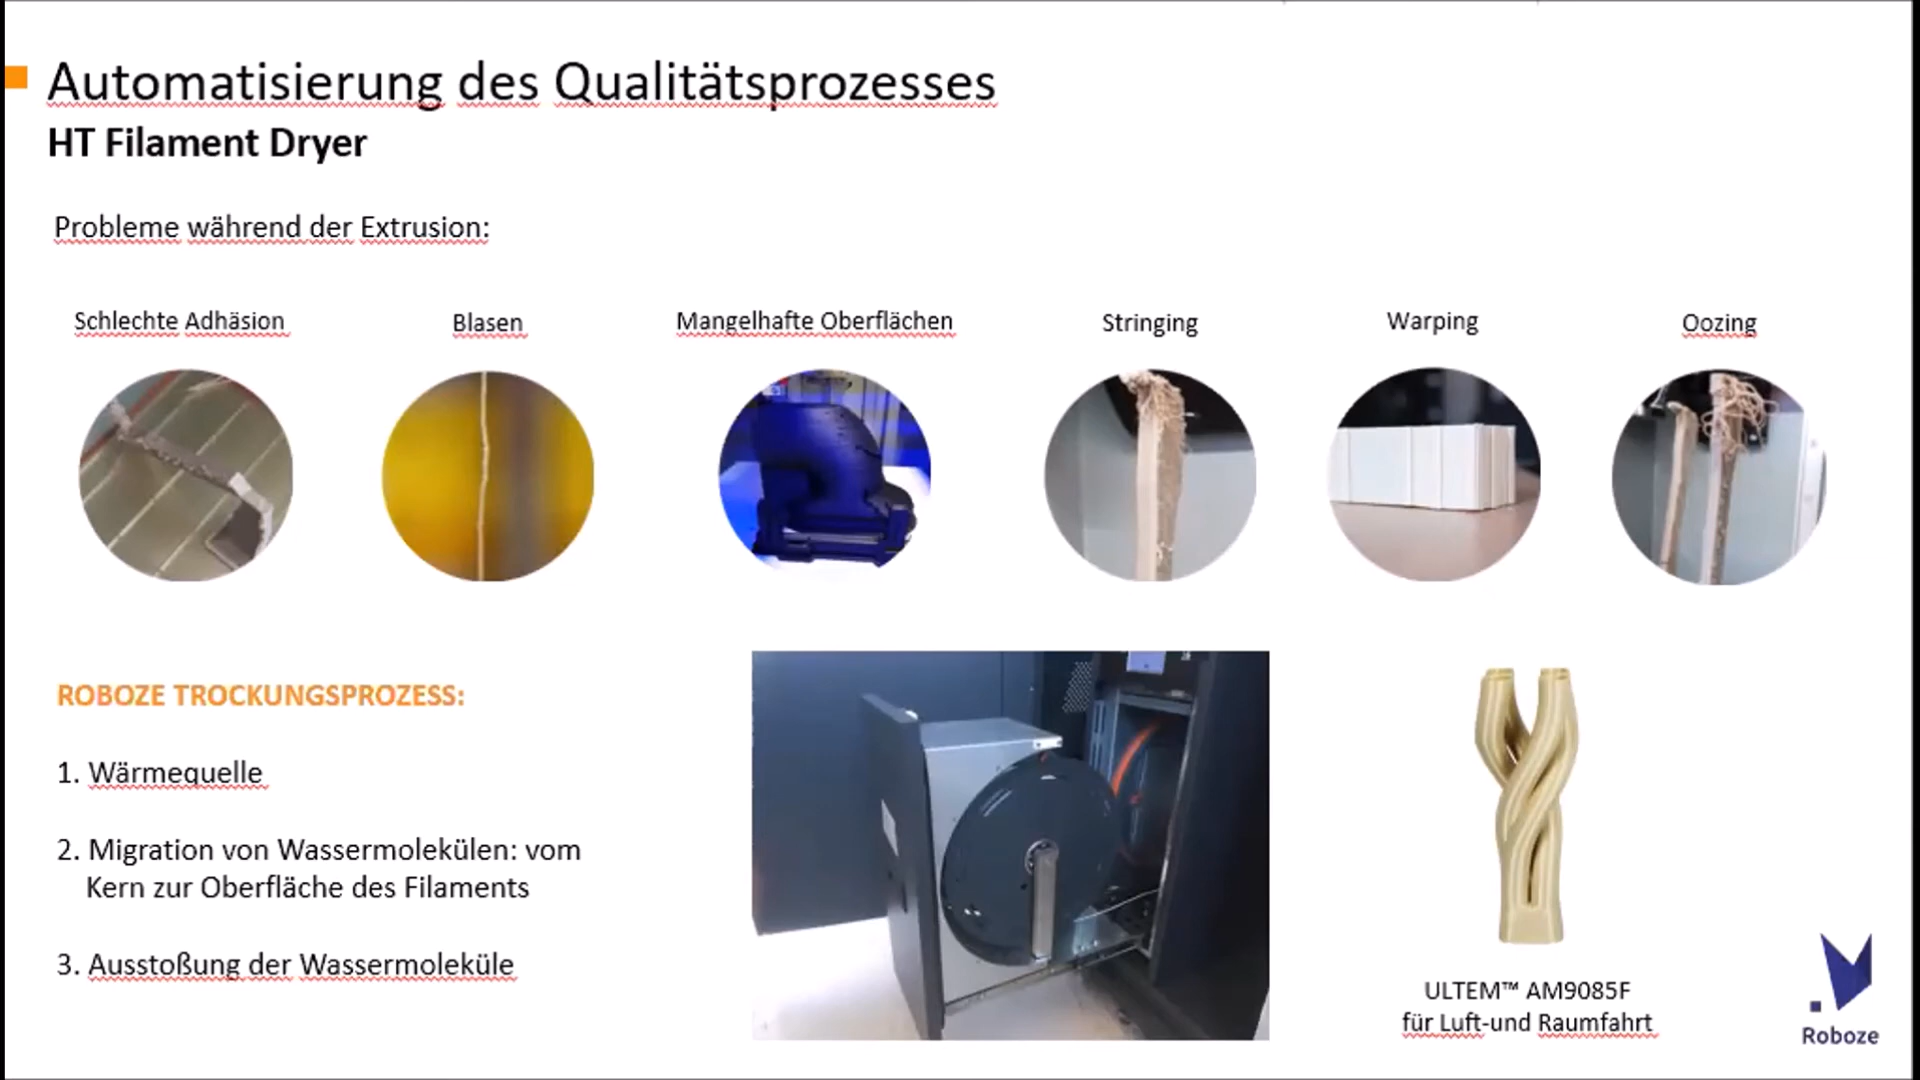 Automatisierung des Qualitätsprozesses
HT Filament Dryer
Probleme während der Extrusion:
Schlechte Adhäsion
Blasen
Mangelhafte Oberflächen
Stringing
Warping
Oozing
ROBOZE TROCKUNGSPROZESS:
1. Wärmequelle
2. Migration von Wassermolekülen: vom
Kern zur Oberfläche des Filaments
3. Ausstoßung der Wassermoleküle
ULTEM™ AM9085F
für Luft-und Raumfahrt
Roboze